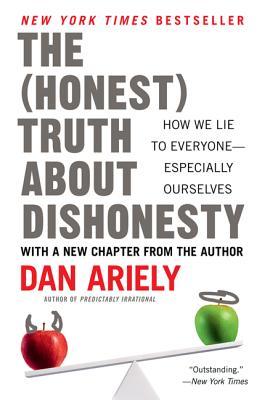 NEW YORK TIMES BESTSELLER
THE
(HONEST)
TRUTH
ABOUT
DISHONESTY
HOW WE LIE
TO EVERYONE—
ESPECIALLY
OURSELVES
WITH A NEW CHAPTER FROM THE AUTHOR
DAN ARIELY
AUTHOR OF PREDICTABLY IRRATIONAL
"Outstanding."
—New York Times